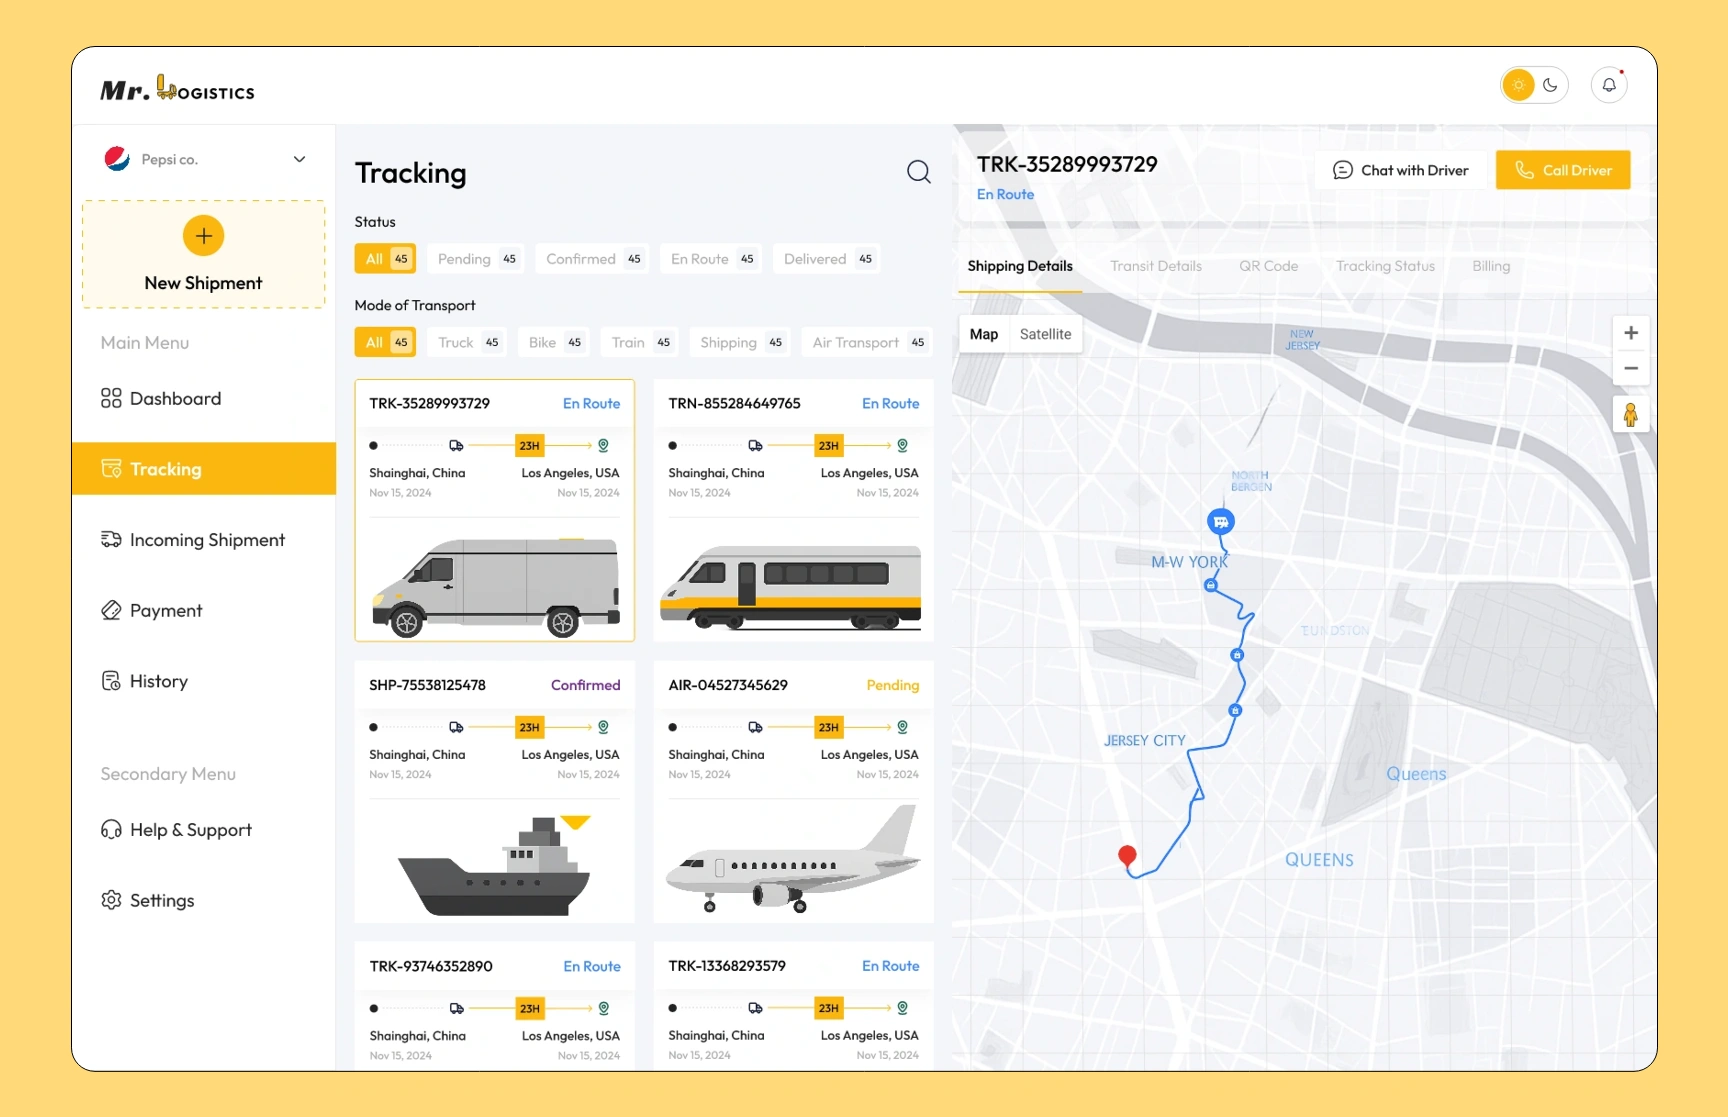 Mr. LOGISTICS
Pepsi co.
New Shipment
Main Menu
Dashboard
Tracking
Incoming Shipment
Payment
History
Secondary Menu
Help & Support
Settings
Tracking
Status
All 45 Pending 45 Confirmed 45 En Route 45 Delivered 45
Mode of Transport
All 45 Truck 45 Bike 45 Train 45 Shipping 45 Air Transport 45
TRK-35289993729 En Route
23H
Shainghai, China Los Angeles, USA
Nov 15, 2024 Nov 15, 2024
TRN-855284649765 En Route
23H
Shainghai, China Los Angeles, USA
Nov 15, 2024 Nov 15, 2024
SHP-75538125478 Confirmed
23H
Shainghai, China Los Angeles, USA
Nov 15, 2024 Nov 15, 2024
AIR-04527345629 Pending
23H
Shainghai, China Los Angeles, USA
Nov 15, 2024 Nov 15, 2024
TRK-93746352890 En Route
23H
Shainghai, China Los Angeles, USA
Nov 15, 2024 Nov 15, 2024
TRK-13368293579 En Route
23H
Shainghai, China Los Angeles, USA
Nov 15, 2024 Nov 15, 2024
TRK-35289993729
En Route
Chat with Driver
Call Driver
Shipping Details Transit Details QR Code Tracking Status Billing
Map Satellite
NEW
JEBSEY
NORTH
BERGEN
M-W YORK
TUNDSTON
JERSEY CITY
Queens
QUEENS